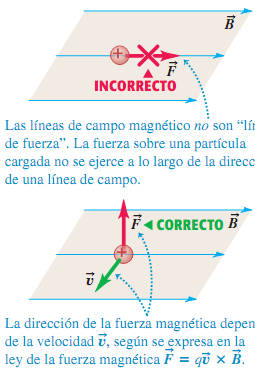 B⃗
+
F⃗
INCORRECTO
Las líneas de campo magnético no son “lí
de fuerza”. La fuerza sobre una partícula
cargada no se ejerce a lo largo de la direcc
de una línea de campo.
F⃗ ◄ CORRECTO B⃗
+
v⃗
La dirección de la fuerza magnética depen
de la velocidad v⃗, según se expresa en la
ley de la fuerza magnética F⃗ = qv⃗ × B⃗.